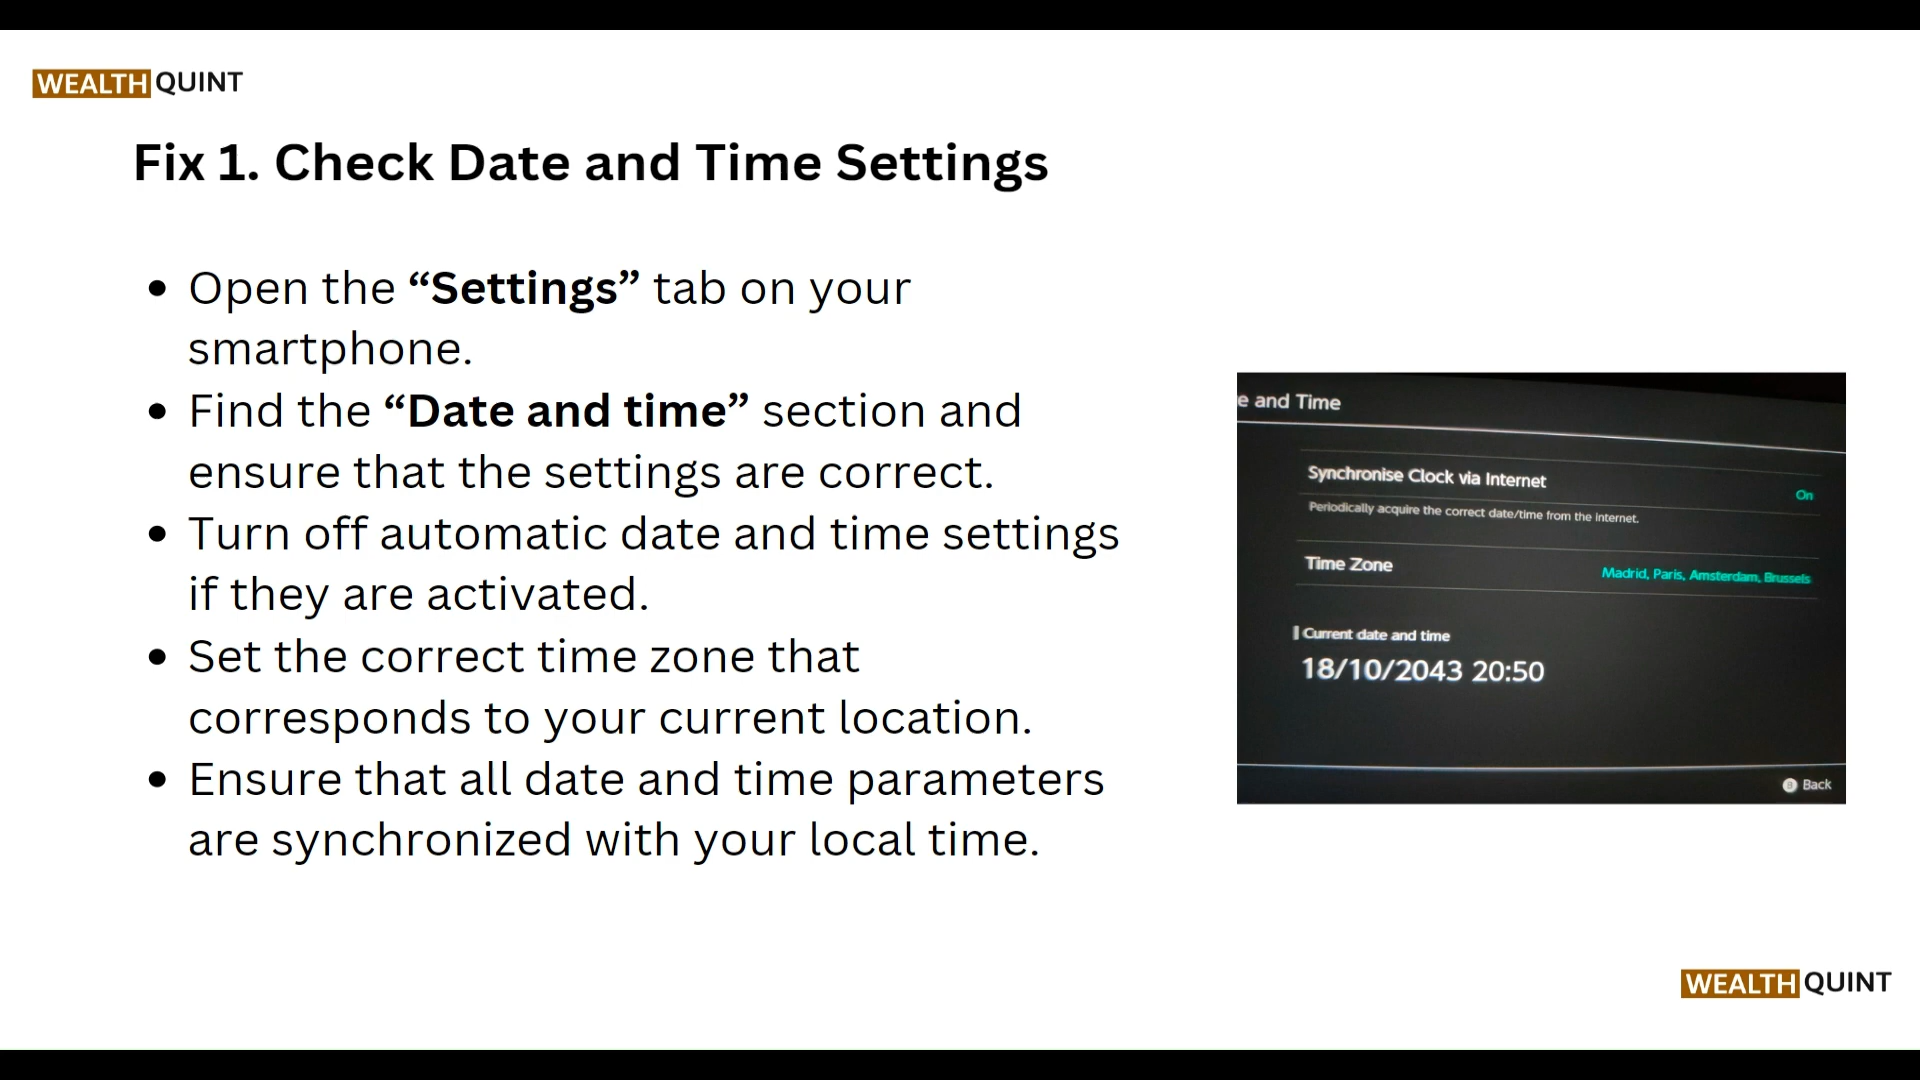 WEALTH QUINT
Fix 1. Check Date and Time Settings
• Open the “Settings” tab on your
smartphone.
• Find the “Date and time” section and
ensure that the settings are correct.
• Turn off automatic date and time settings
if they are activated.
• Set the correct time zone that
corresponds to your current location.
• Ensure that all date and time parameters
are synchronized with your local time.
e and Time
Synchronise Clock via Internet On
Periodically acquire the correct date/time from the internet.
Time Zone Madrid, Paris, Amsterdam, Brussels
Current date and time
18/10/2043 20:50
B Back
WEALTH QUINT